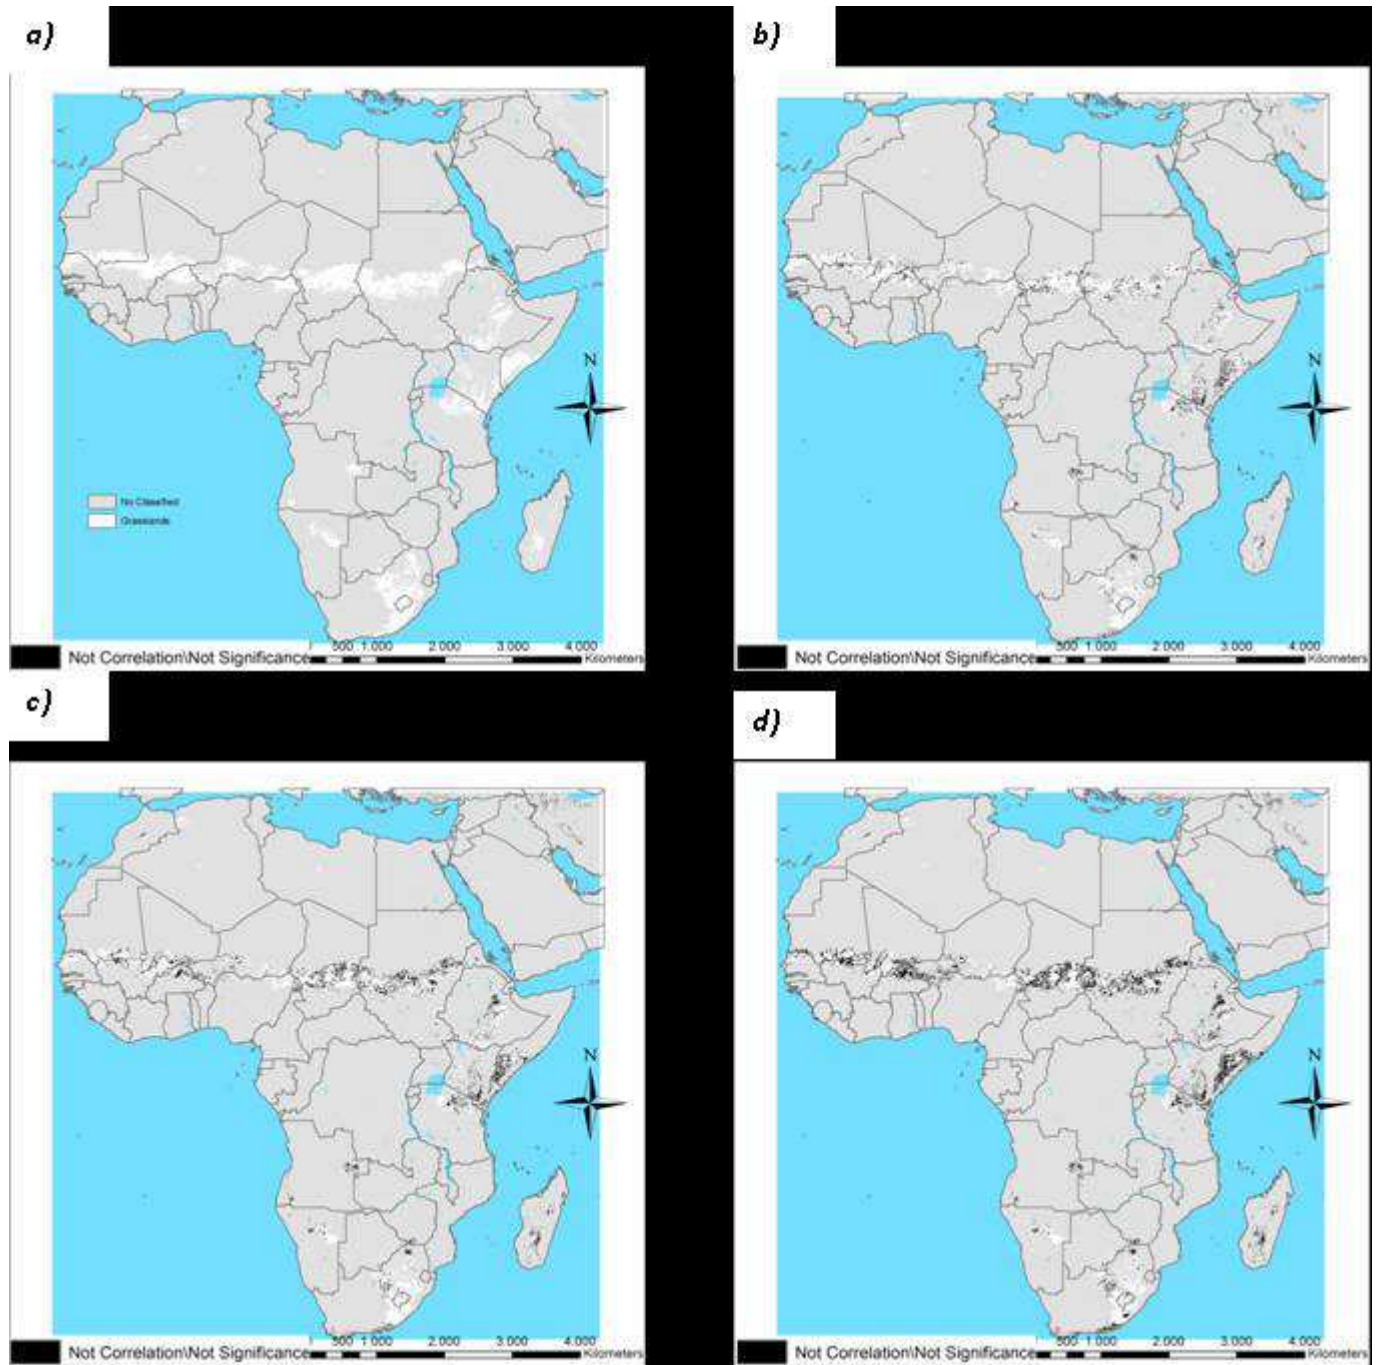 a)
b)
N
N
No Classified
Grasslands
500 1 000 2 000 3 000 4 000
Not Correlation\Not Significance
Kilometers
500 1 000 2 000 3 000 4 000
Not Correlation\Not Significance
Kilometers
c)
d)
N
N
500 1 000 2 000 3 000 4 000
Not Correlation\Not Significance
Kilometers
500 1 000 2 000 3 000 4 000
Not Correlation\Not Significance
Kilometers